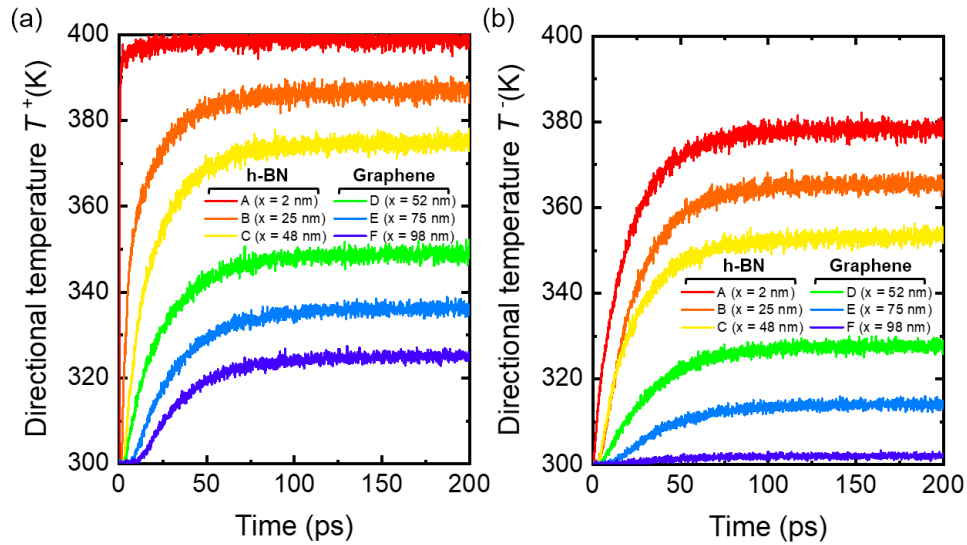 (a)
400
380
360
340
320
300
Directional temperature T⁺(K)
h-BN Graphene
A (x = 2 nm) D (x = 52 nm)
B (x = 25 nm) E (x = 75 nm)
C (x = 48 nm) F (x = 98 nm)
0 50 100 150 200
Time (ps)
(b)
400
380
360
340
320
300
Directional temperature T⁻(K)
h-BN Graphene
A (x = 2 nm) D (x = 52 nm)
B (x = 25 nm) E (x = 75 nm)
C (x = 48 nm) F (x = 98 nm)
0 50 100 150 200
Time (ps)